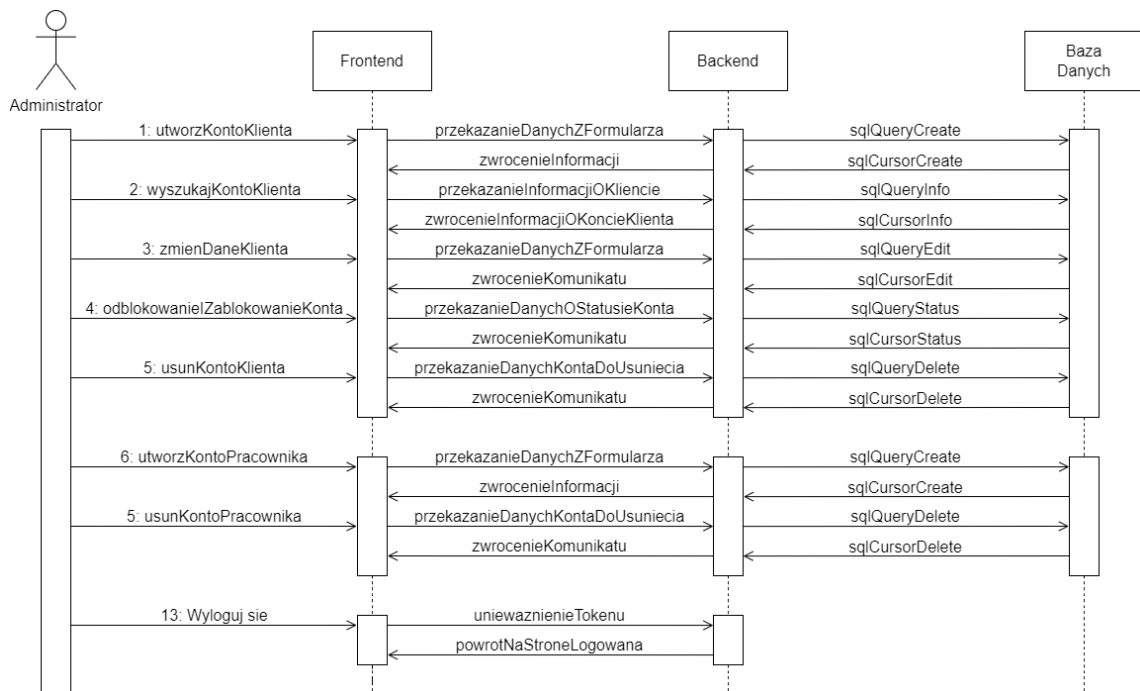 Administrator
Frontend
Backend
Baza
Danych
1: utworzKontoKlienta
przekazanieDanychZFormularza
sqlQueryCreate
zwrocenieInformacji
sqlCursorCreate
2: wyszukajKontoKlienta
przekazanieInformacjiOKliencie
sqlQueryInfo
zwrocenieInformacjiOKoncieKlienta
sqlCursorInfo
3: zmienDaneKlienta
przekazanieDanychZFormularza
sqlQueryEdit
zwrocenieKomunikatu
sqlCursorEdit
4: odblokowanieIZablokowanieKonta
przekazanieDanychOStatusieKonta
sqlQueryStatus
zwrocenieKomunikatu
sqlCursorStatus
5: usunKontoKlienta
przekazanieDanychKontaDoUsuniecia
sqlQueryDelete
zwrocenieKomunikatu
sqlCursorDelete
6: utworzKontoPracownika
przekazanieDanychZFormularza
sqlQueryCreate
zwrocenieInformacji
sqlCursorCreate
5: usunKontoPracownika
przekazanieDanychKontaDoUsuniecia
sqlQueryDelete
zwrocenieKomunikatu
sqlCursorDelete
13: Wyloguj sie
uniewaznienieTokenu
powrotNaStroneLogowana